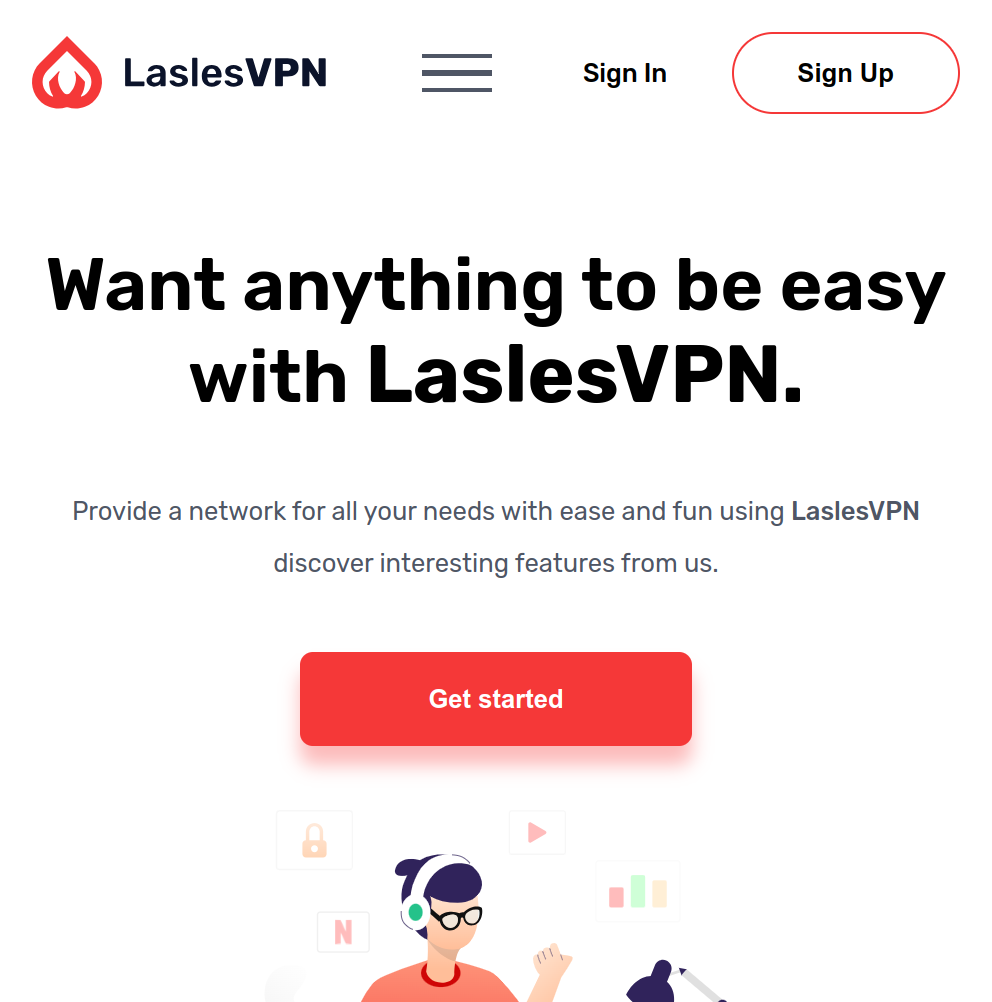 LaslesVPN
Sign In
Sign Up
Want anything to be easy
with LaslesVPN.
Provide a network for all your needs with ease and fun using LaslesVPN
discover interesting features from us.
Get started
N